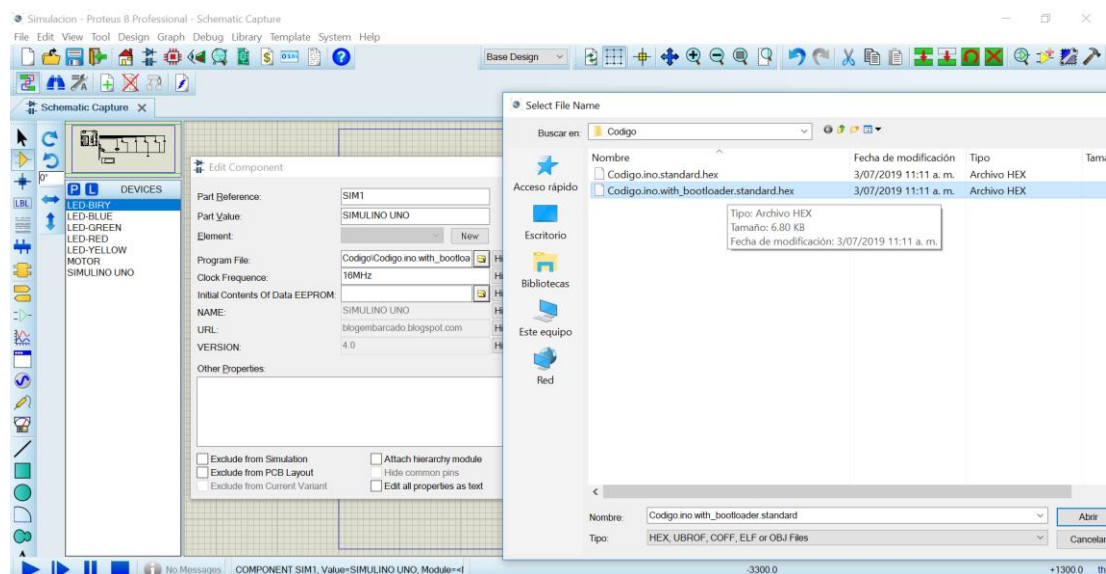 Simulacion - Proteus 8 Professional - Schematic Capture
File Edit View Tool Design Graph Debug Library Template System Help
Base Design
Schematic Capture X
0°
P L DEVICES
LED-BIRY
LED-BLUE
LED-GREEN
LED-RED
LED-YELLOW
MOTOR
SIMULINO UNO
LBL
Edit Component
Part Reference: SIM1
Part Value: SIMULINO UNO
Element: New
Program File: Codigo\Codigo.ino.with_bootloa
Clock Frequence: 16MHz
Initial Contents Of Data EEPROM:
NAME: SIMULINO UNO
URL: blogembarcado.blogspot.com
VERSION: 4.0
Other Properties:
Exclude from Simulation Attach hierarchy module
Exclude from PCB Layout Hide common pins
Exclude from Current Variant Edit all properties as text
Select File Name
Buscar en: Codigo
Nombre Fecha de modificación Tipo Tama
Codigo.ino.standard.hex 3/07/2019 11:11 a. m. Archivo HEX
Codigo.ino.with_bootloader.standard.hex 3/07/2019 11:11 a. m. Archivo HEX
Tipo: Archivo HEX
Tamaño: 6.80 KB
Fecha de modificación: 3/07/2019 11:11 a. m.
Acceso rápido
Escritorio
Bibliotecas
Este equipo
Red
Nombre: Codigo.ino.with_bootloader.standard Abrir
Tipo: HEX, UBROF, COFF, ELF or OBJ Files Cancelar
No Messages COMPONENT SIM1, Value=SIMULINO UNO, Module=<I -3300.0 +1300.0 th